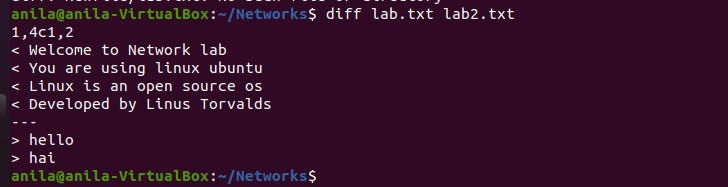 anila@anila-VirtualBox:~/Networks$ diff lab.txt lab2.txt
1,4c1,2
< Welcome to Network lab
< You are using linux ubuntu
< Linux is an open source os
< Developed by Linus Torvalds
---
> hello
> hai
anila@anila-VirtualBox:~/Networks$